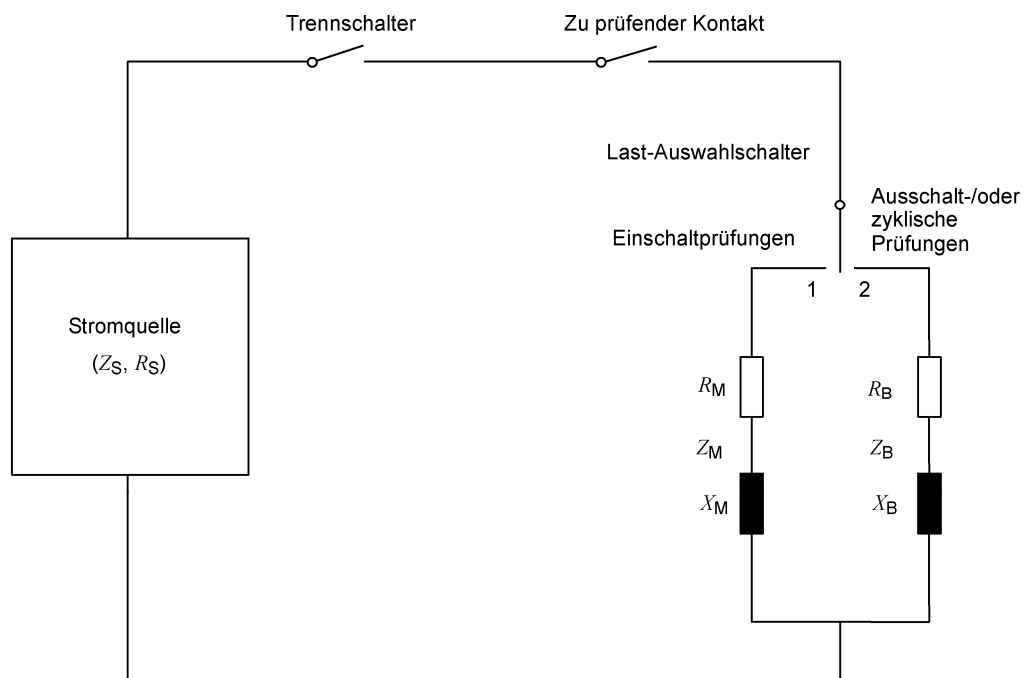 Trennschalter
Zu prüfender Kontakt
Last-Auswahlschalter
Ausschalt-/oder
zyklische
Prüfungen
Einschaltprüfungen
1
2
Stromquelle
(ZS, RS)
RM
RB
ZM
ZB
XM
XB